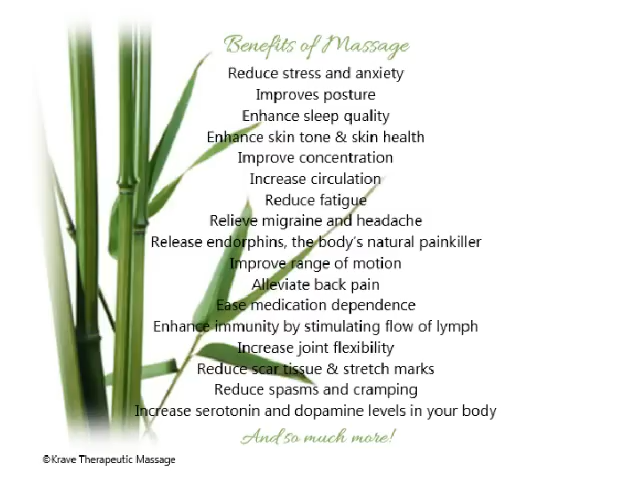 Benefits of Massage
Reduce stress and anxiety
Improves posture
Enhance sleep quality
Enhance skin tone & skin health
Improve concentration
Increase circulation
Reduce fatigue
Relieve migraine and headache
Release endorphins, the body's natural painkiller
Improve range of motion
Alleviate back pain
Ease medication dependence
Enhance immunity by stimulating flow of lymph
Increase joint flexibility
Reduce scar tissue & stretch marks
Reduce spasms and cramping
Increase serotonin and dopamine levels in your body
And so much more!
©Krave Therapeutic Massage